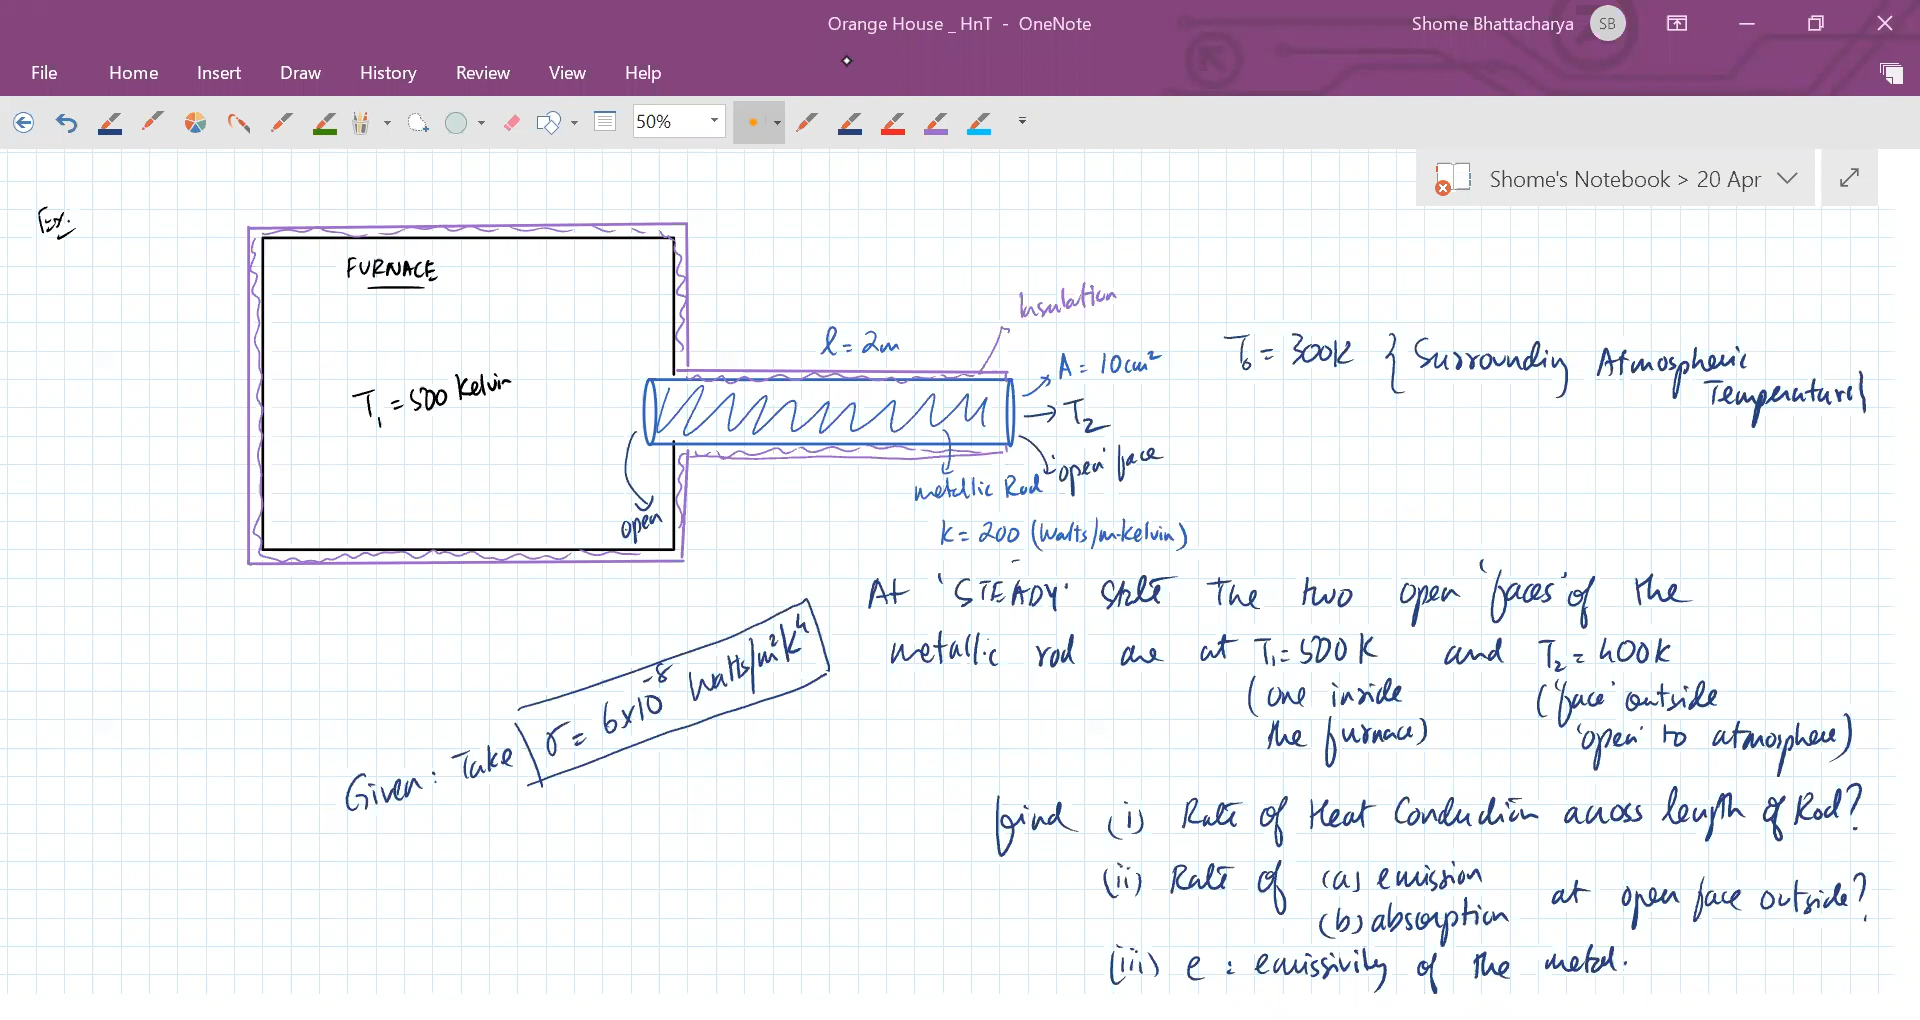 Orange House _ HnT - OneNote
Shome Bhattacharya
SB
File Home Insert Draw History Review View Help
50%
Shome's Notebook > 20 Apr
Ex.
FURNACE
T₁ = 500 Kelvin
open
l = 2m
Insulation
A = 10 cm²
T₂
'open' face
metallic Rod
k = 200 (Watts/m-kelvin)
T₀ = 300K { Surrounding Atmospheric
Temperature
At 'STEADY' state the two open 'faces' of the
metallic rod are at T₁ = 500 K and T₂ = 400K
(one inside
the furnace)
('face' outside
'open' to atmosphere)
Given: Take σ = 6×10⁻⁸ Watts/m²K⁴
find (i) Rate of Heat Conduction across length of Rod?
(ii) Rate of (a) emission
(b) absorption
at open face outside?
(iii) e = emissivity of the metal.